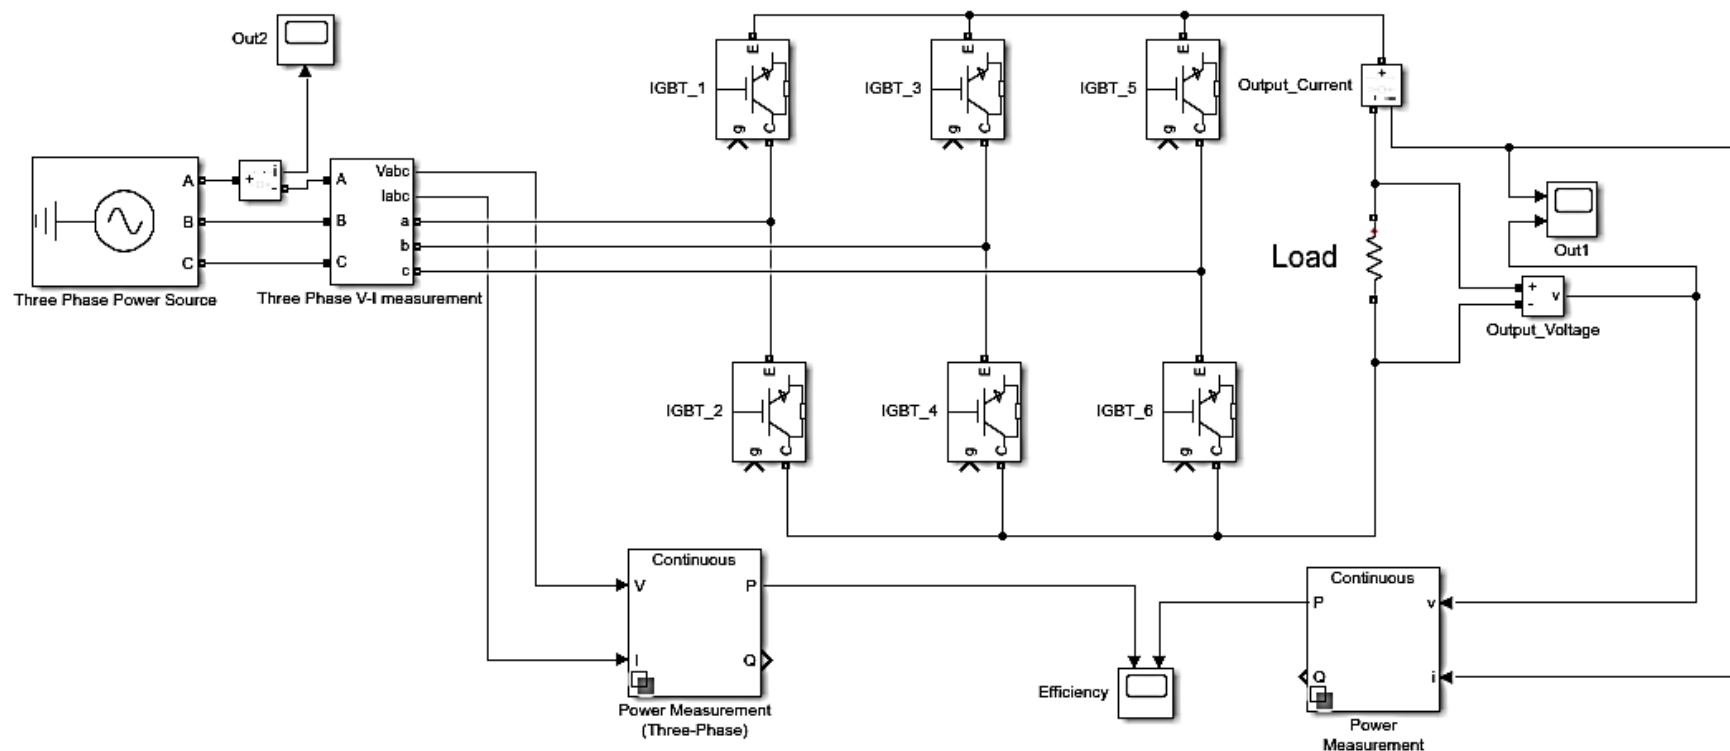 Out2
A
B
C
Three Phase Power Source
+
i
-
A
B
C
Vabc
Iabc
a
b
c
Three Phase V-I measurement
IGBT_1
E
g
C
IGBT_3
E
g
C
IGBT_5
E
g
C
Output_Current
+
i
-
Out1
Load
+
-
v
Output_Voltage
IGBT_2
E
g
C
IGBT_4
E
g
C
IGBT_6
E
g
C
Continuous
V
P
I
Q
Power Measurement
(Three-Phase)
Efficiency
Continuous
P
v
Q
i
Power
Measurement